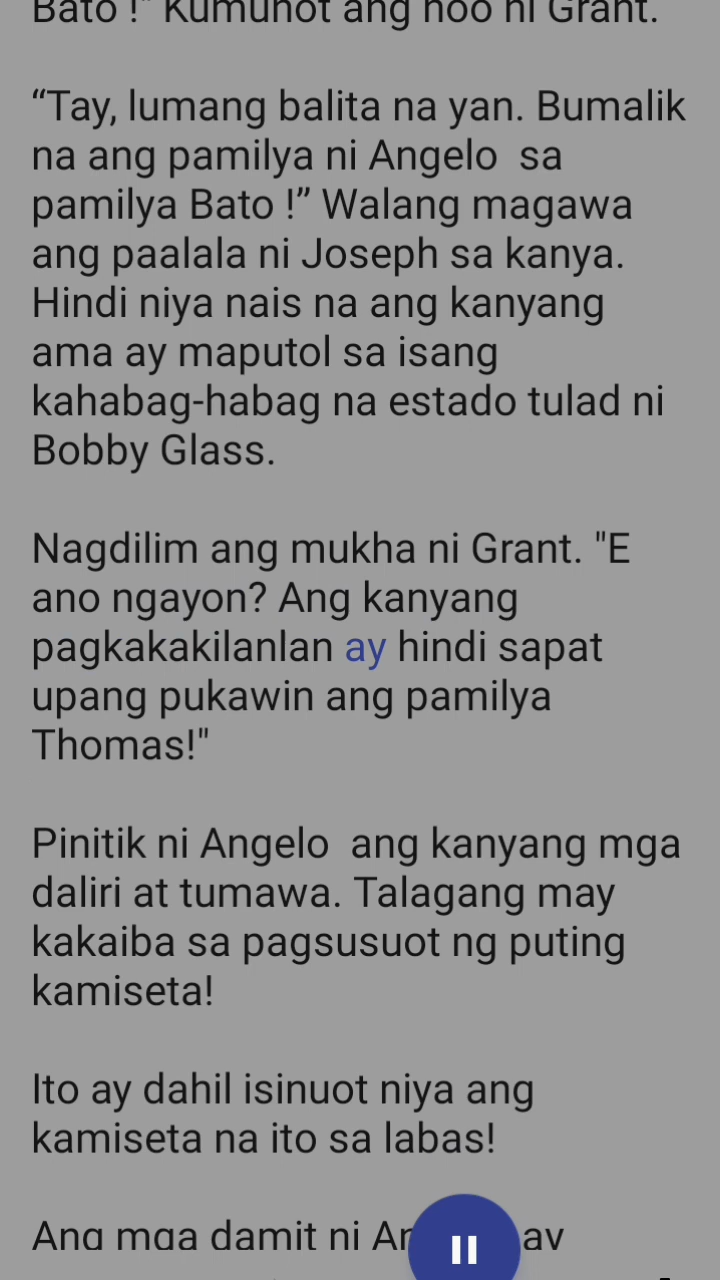 Bato !" Kumunot ang noo ni Grant.
“Tay, lumang balita na yan. Bumalik
na ang pamilya ni Angelo  sa
pamilya Bato !” Walang magawa
ang paalala ni Joseph sa kanya.
Hindi niya nais na ang kanyang
ama ay maputol sa isang
kahabag-habag na estado tulad ni
Bobby Glass.
Nagdilim ang mukha ni Grant. "E
ano ngayon? Ang kanyang
pagkakakilanlan ay hindi sapat
upang pukawin ang pamilya
Thomas!"
Pinitik ni Angelo  ang kanyang mga
daliri at tumawa. Talagang may
kakaiba sa pagsusuot ng puting
kamiseta!
Ito ay dahil isinuot niya ang
kamiseta na ito sa labas!
Ang mga damit ni ay